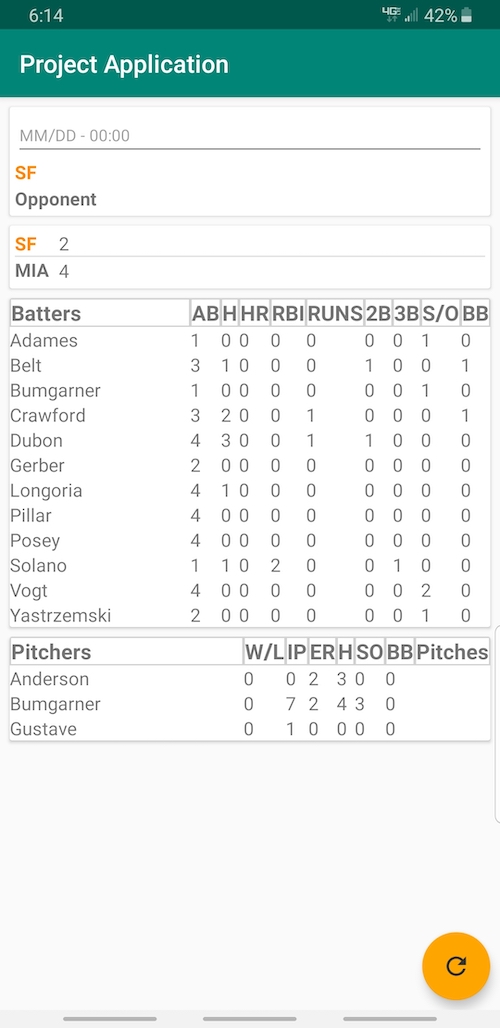 6:14 4GE 42%
Project Application
MM/DD - 00:00
SF
Opponent
SF 2
MIA 4
Batters AB H HR RBI RUNS 2B 3B S/O BB
Adames 1 0 0 0 0 0 0 1 0
Belt 3 1 0 0 0 1 0 0 1
Bumgarner 1 0 0 0 0 0 0 1 0
Crawford 3 2 0 0 1 0 0 0 1
Dubon 4 3 0 0 1 1 0 0 0
Gerber 2 0 0 0 0 0 0 0 0
Longoria 4 1 0 0 0 0 0 0 0
Pillar 4 0 0 0 0 0 0 0 0
Posey 4 0 0 0 0 0 0 0 0
Solano 1 1 0 2 0 0 1 0 0
Vogt 4 0 0 0 0 0 0 2 0
Yastrzemski 2 0 0 0 0 0 0 1 0
Pitchers W/L IP ER H SO BB Pitches
Anderson 0 0 2 3 0 0
Bumgarner 0 7 2 4 3 0
Gustave 0 1 0 0 0 0